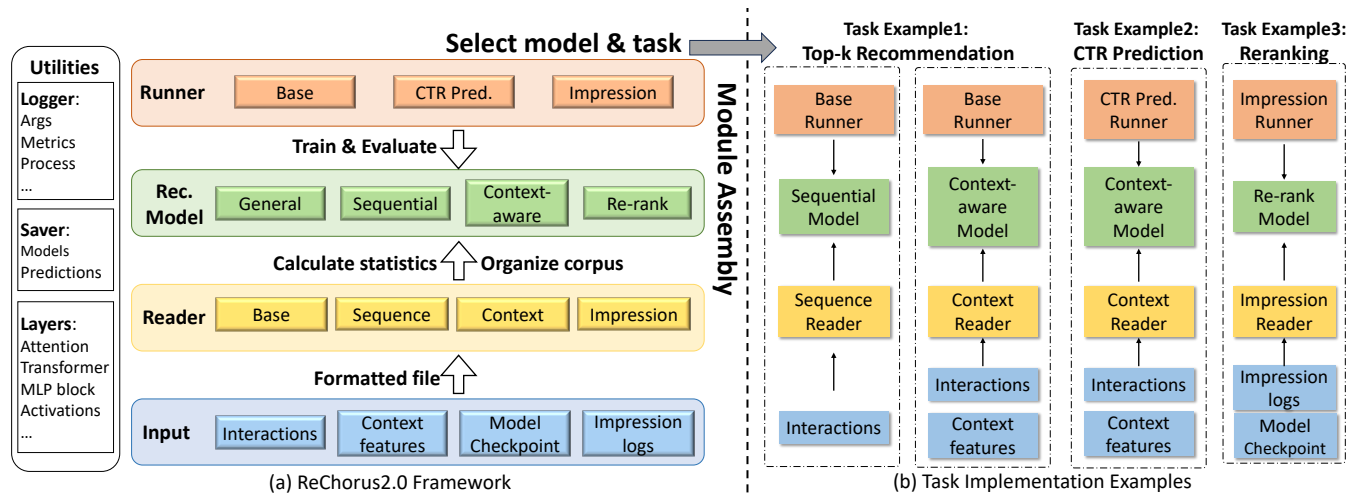 Select model & task
Utilities
Logger:
Args
Metrics
Process
...
Saver:
Models
Predictions
Layers:
Attention
Transformer
MLP block
Activations
...
Runner
Base
CTR Pred.
Impression
Train & Evaluate
Rec.
Model
General
Sequential
Context-
aware
Re-rank
Calculate statistics
Organize corpus
Reader
Base
Sequence
Context
Impression
Formatted file
Input
Interactions
Context
features
Model
Checkpoint
Impression
logs
(a) ReChorus2.0 Framework
Module Assembly
Task Example1:
Top-k Recommendation
Base
Runner
Sequential
Model
Sequence
Reader
Interactions
Base
Runner
Context-
aware
Model
Context
Reader
Interactions
Context
features
Task Example2:
CTR Prediction
CTR Pred.
Runner
Context-
aware
Model
Context
Reader
Interactions
Context
features
Task Example3:
Reranking
Impression
Runner
Re-rank
Model
Impression
Reader
Impression
logs
Model
Checkpoint
(b) Task Implementation Examples